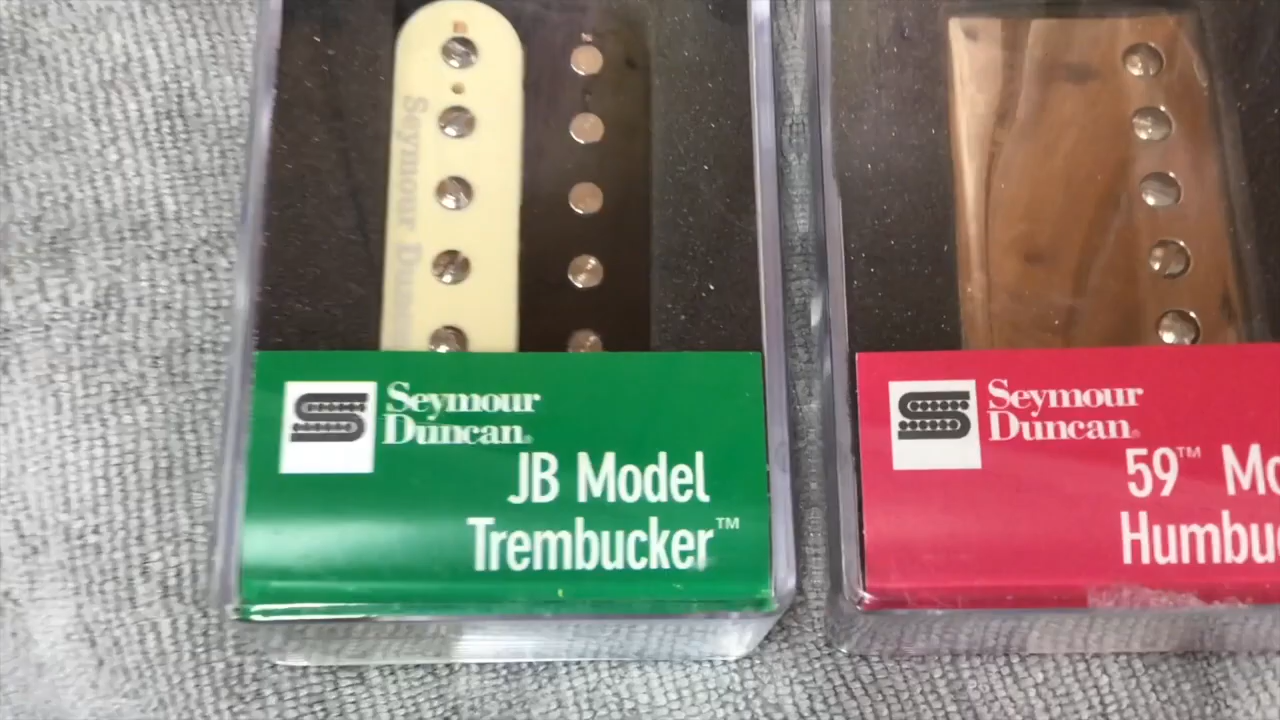 Seymour Duncan
Seymour
Duncan
JB Model
Trembucker™
Seymour
Duncan
59™